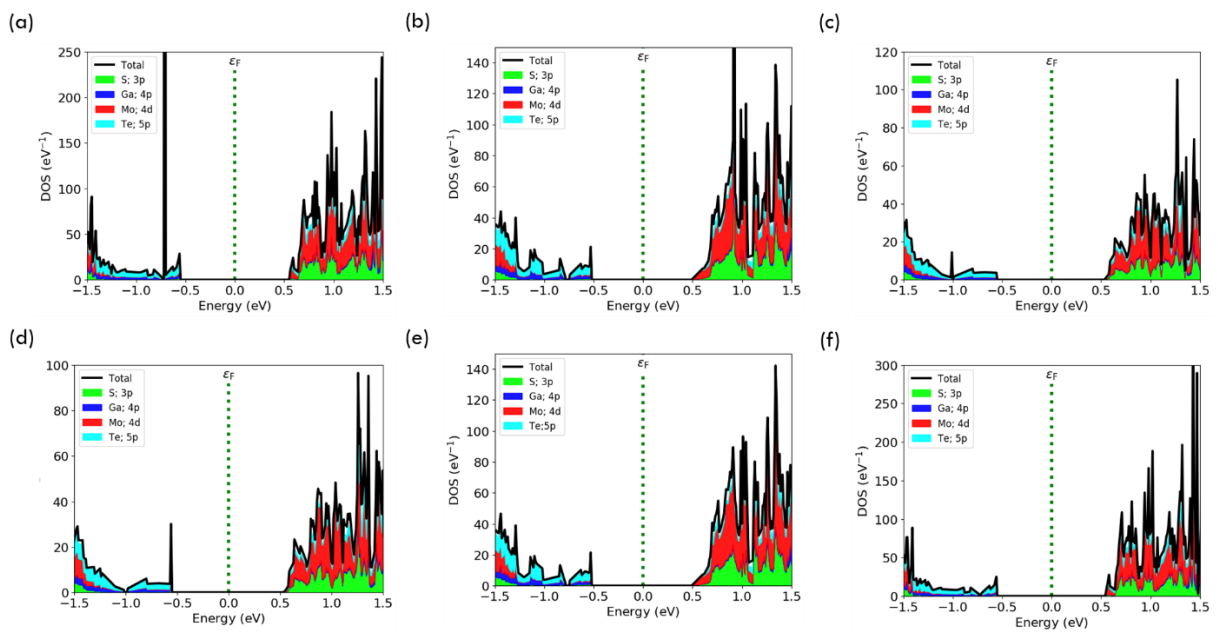 (a)
250
200
150
100
50
0
DOS (eV⁻¹)
εF
Total
S; 3p
Ga; 4p
Mo; 4d
Te; 5p
−1.5 −1.0 −0.5 0.0 0.5 1.0 1.5
Energy (eV)
(b)
140
120
100
80
60
40
20
0
DOS (eV⁻¹)
εF
Total
S; 3p
Ga; 4p
Mo; 4d
Te; 5p
−1.5 −1.0 −0.5 0.0 0.5 1.0 1.5
Energy (eV)
(c)
120
100
80
60
40
20
0
DOS (eV⁻¹)
εF
Total
S; 3p
Ga; 4p
Mo; 4d
Te; 5p
−1.5 −1.0 −0.5 0.0 0.5 1.0 1.5
Energy (eV)
(d)
100
80
60
40
20
0
DOS (eV⁻¹)
εF
Total
S; 3p
Ga; 4p
Mo; 4d
Te; 5p
−1.5 −1.0 −0.5 0.0 0.5 1.0 1.5
Energy (eV)
(e)
140
120
100
80
60
40
20
0
DOS (eV⁻¹)
εF
Total
S; 3p
Ga; 4p
Mo; 4d
Te;5p
−1.5 −1.0 −0.5 0.0 0.5 1.0 1.5
Energy (eV)
(f)
300
250
200
150
100
50
0
DOS (eV⁻¹)
εF
Total
S; 3p
Ga; 4p
Mo; 4d
Te; 5p
−1.5 −1.0 −0.5 0.0 0.5 1.0 1.5
Energy (eV)